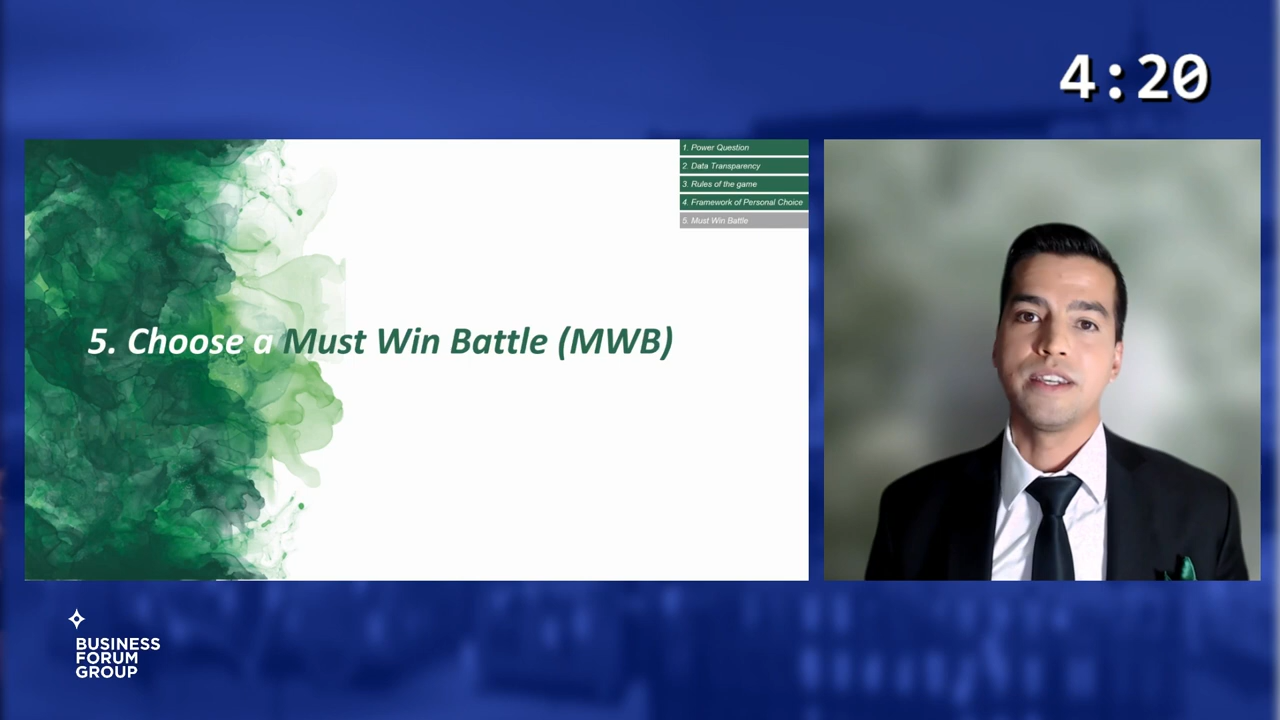 4:20
1. Power Question
2. Data Transparency
3. Rules of the game
4. Framework of Personal Choice
5. Must Win Battle
5. Choose a Must Win Battle (MWB)
BUSINESS
FORUM
GROUP